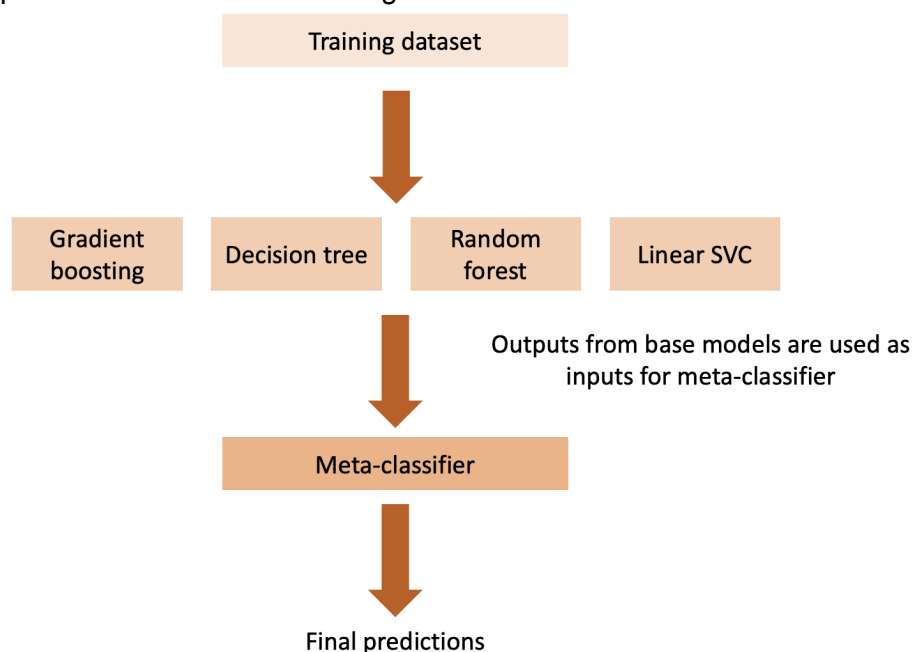 Training dataset
Gradient
boosting
Decision tree
Random
forest
Linear SVC
Outputs from base models are used as
inputs for meta-classifier
Meta-classifier
Final predictions